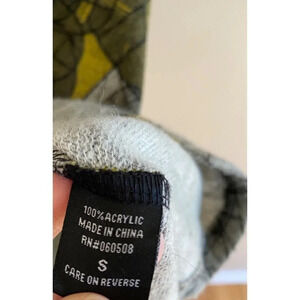 100% ACRYLIC
MADE IN CHINA
RN#060508
S
CARE ON REVERSE